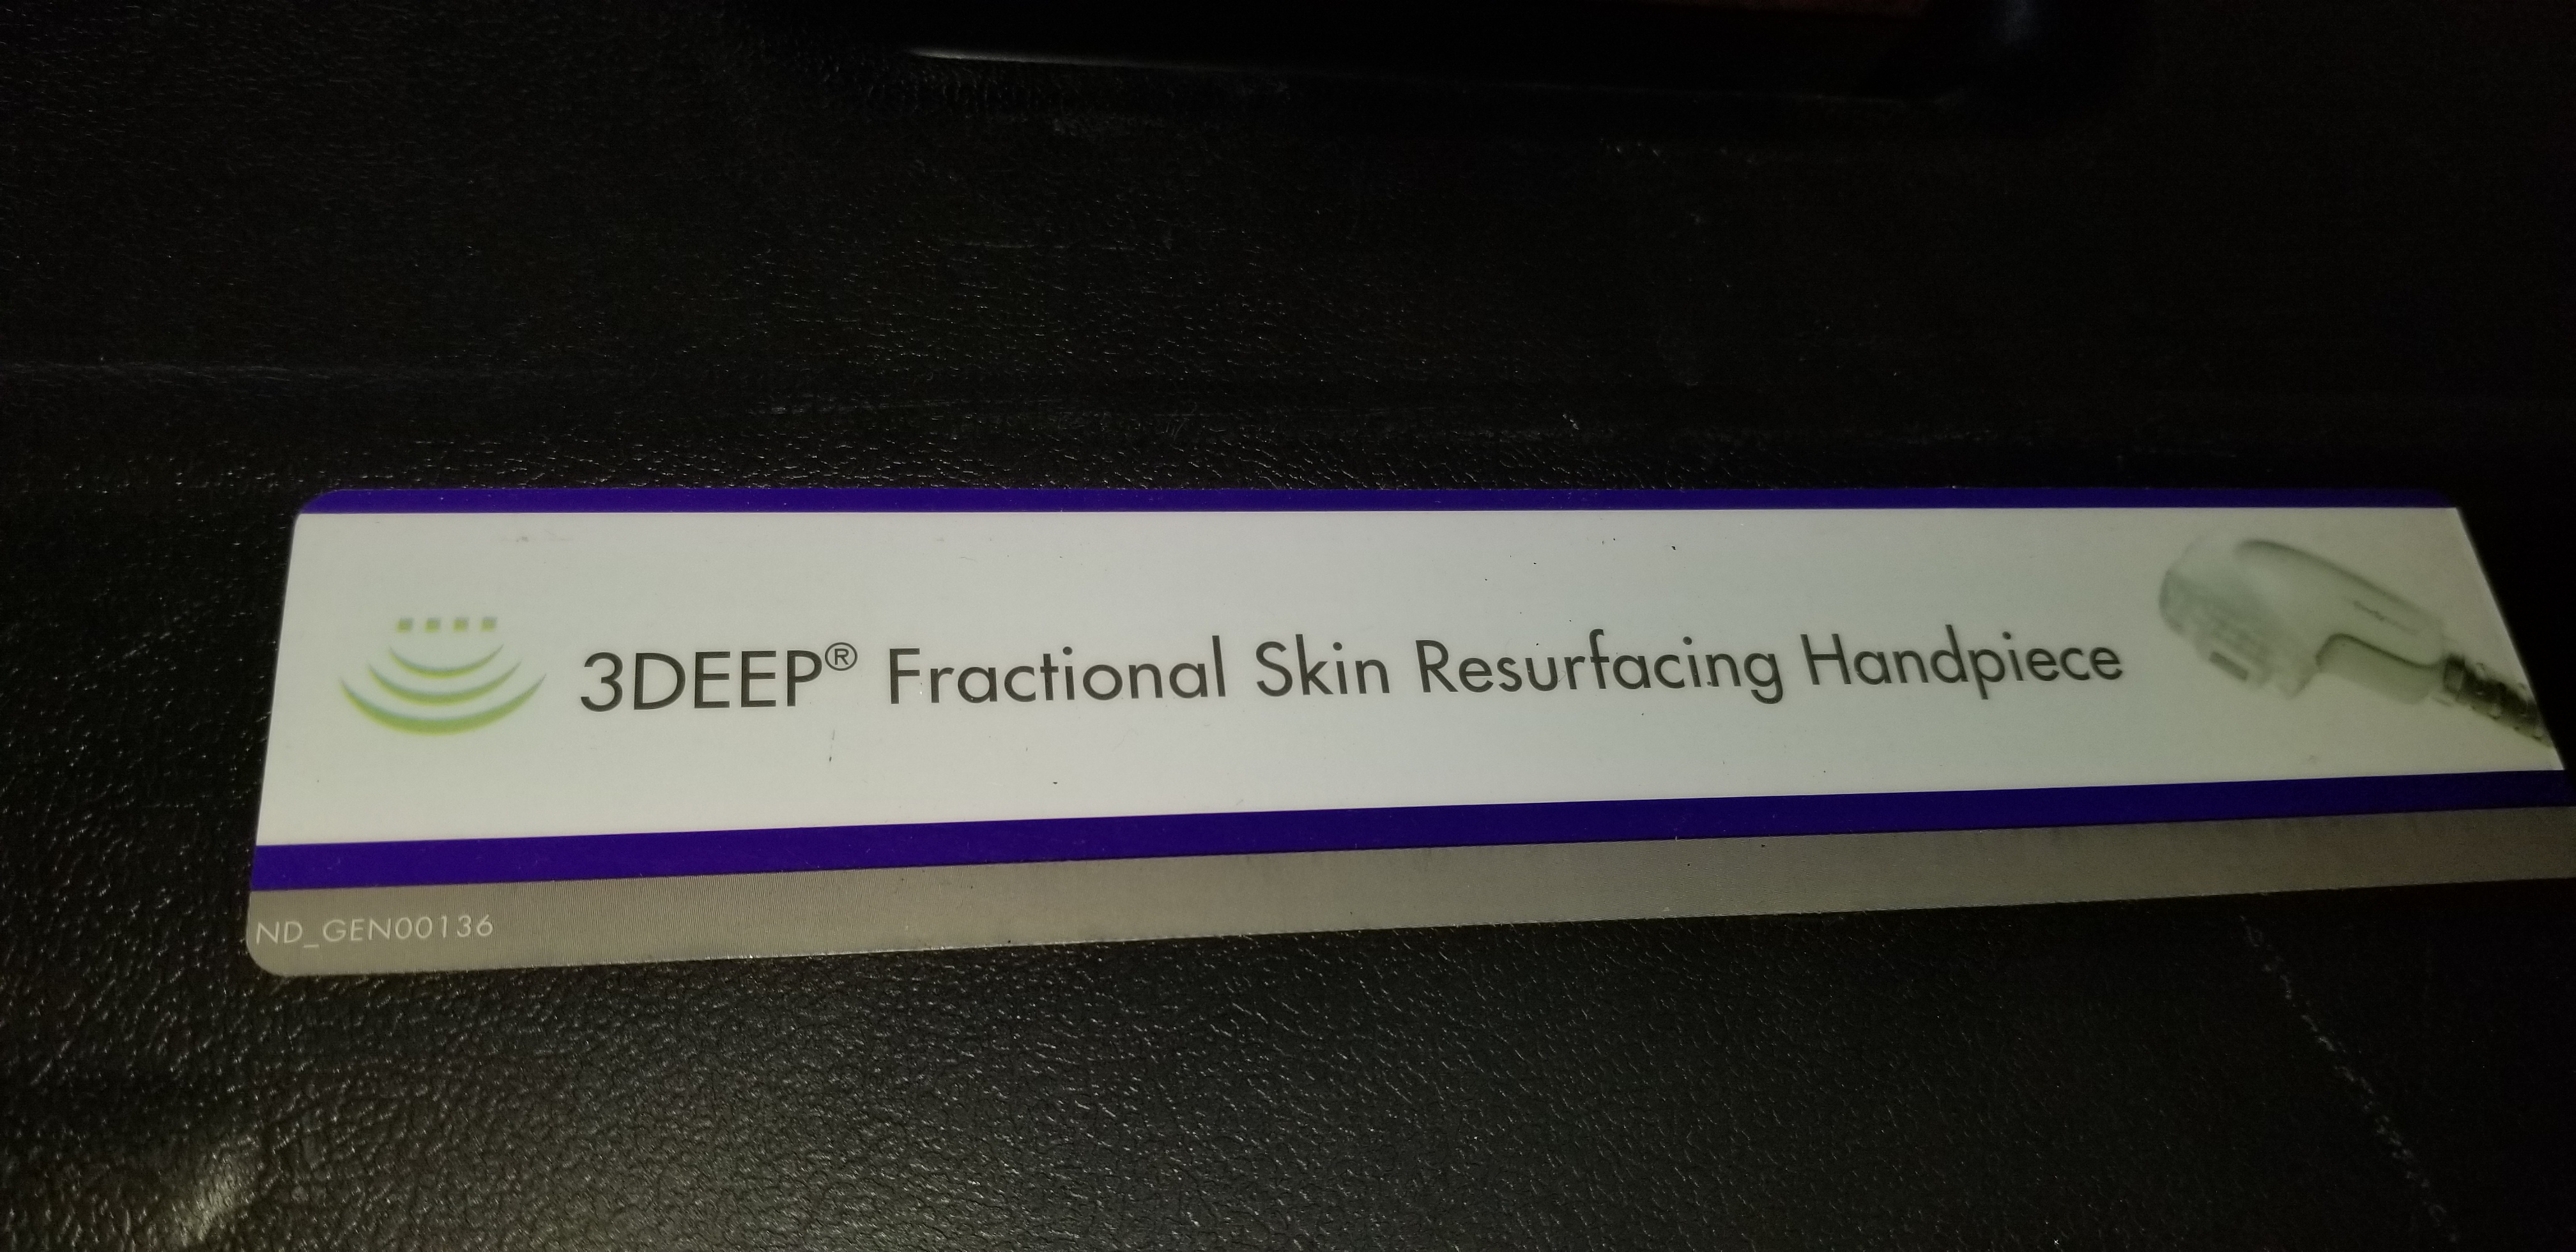 3DEEP® Fractional Skin Resurfacing Handpiece
ND_GEN00136